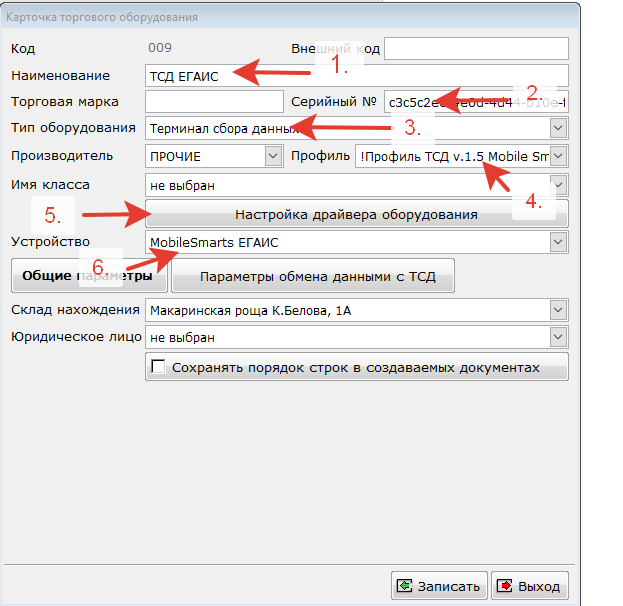 Карточка торгового оборудования
Код 009 Внешний код
Наименование ТСД ЕГАИС 1.
Торговая марка Серийный № 2.
Тип оборудования Терминал сбора данных 3.
Производитель ПРОЧИЕ Профиль !Профиль ТСД v.1.5 Mobile Sm
Имя класса не выбран 4.
5. Настройка драйвера оборудования
Устройство MobileSmarts ЕГАИС
6.
Общие параметры Параметры обмена данными с ТСД
Склад нахождения Макаринская роща К.Белова, 1А
Юридическое лицо не выбран
Сохранять порядок строк в создаваемых документах
Записать Выход